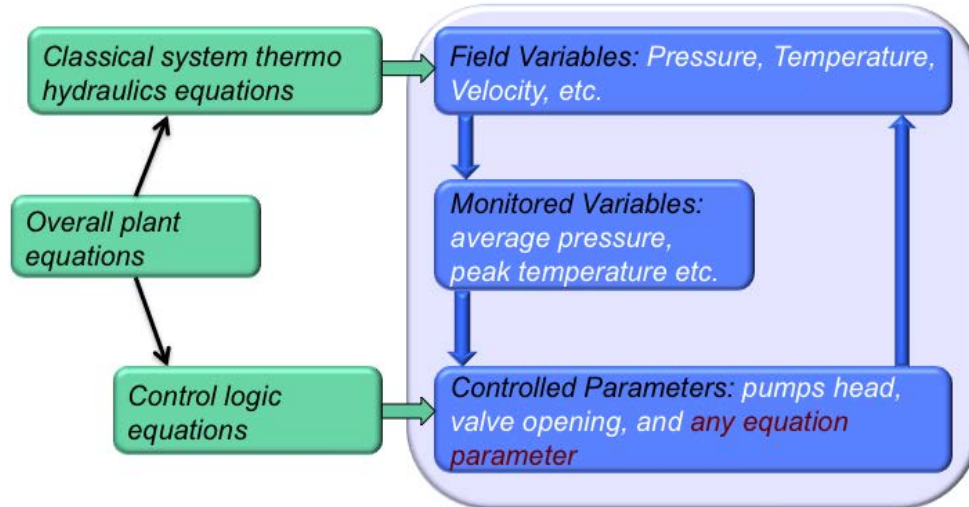 Classical system thermo
hydraulics equations
Field Variables: Pressure, Temperature,
Velocity, etc.
Overall plant
equations
Monitored Variables:
average pressure,
peak temperature etc.
Control logic
equations
Controlled Parameters: pumps head,
valve opening, and any equation
parameter